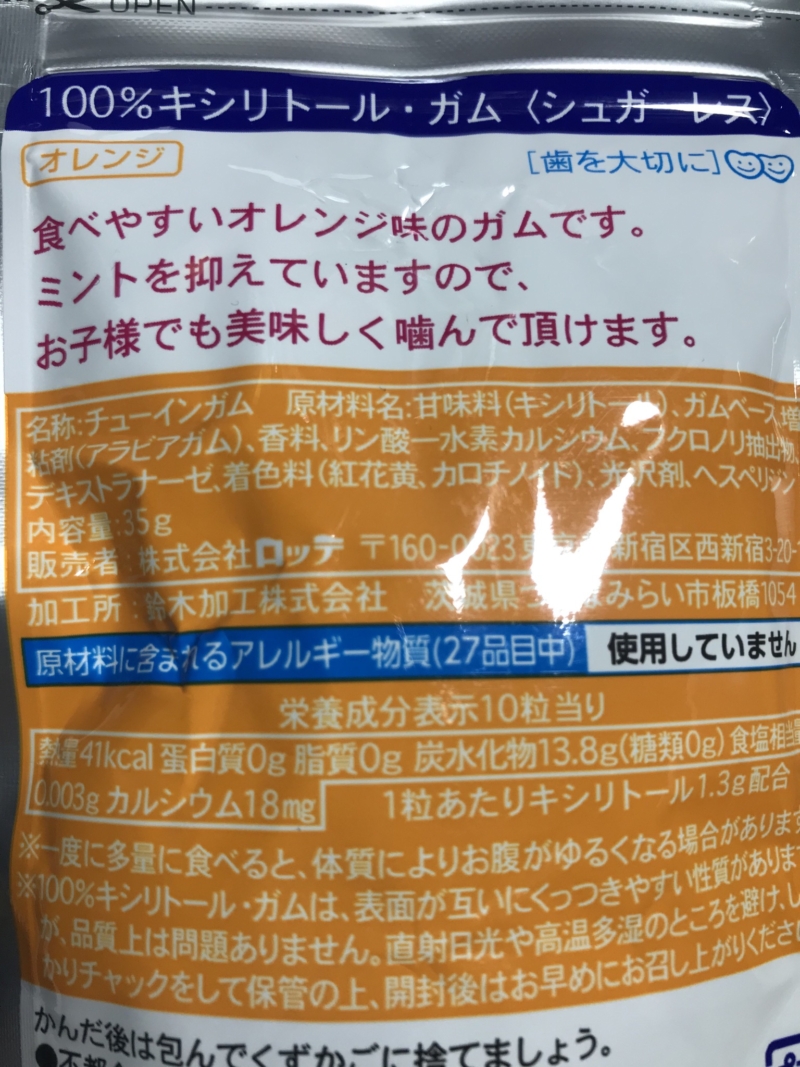 OPEN
100%キシリトール・ガム〈シュガーレス〉
オレンジ [歯を大切に]
食べやすいオレンジ味のガムです。
ミントを抑えていますので、
お子様でも美味しく噛んで頂けます。
名称:チューインガム 原材料名:甘味料(キシリトール)、ガムベース、増
粘剤(アラビアガム)、香料、リン酸一水素カルシウム、フクロノリ抽出物、
デキストラナーゼ、着色料(紅花黄、カロチノイド)、光沢剤、ヘスペリジン
内容量:35g
販売者:株式会社ロッテ 〒160-0023 新宿区西新宿3-20-
加工所:鈴木加工株式会社 茨城県つくばみらい市板橋1054
原材料に含まれるアレルギー物質(27品目中) 使用していません
栄養成分表示10粒当り
熱量41kcal 蛋白質0g 脂質0g 炭水化物13.8g(糖類0g) 食塩相当量
0.003g カルシウム18mg 1粒あたりキシリトール1.3g配合
※一度に多量に食べると、体質によりお腹がゆるくなる場合があります
※100%キシリトール・ガムは、表面が互いにくっつきやすい性質がありま
が、品質上は問題ありません。直射日光や高温多湿のところを避け、し
かりチャックをして保管の上、開封後はお早めにお召し上がりくださ
かんだ後は包んでくずかごに捨てましょう。